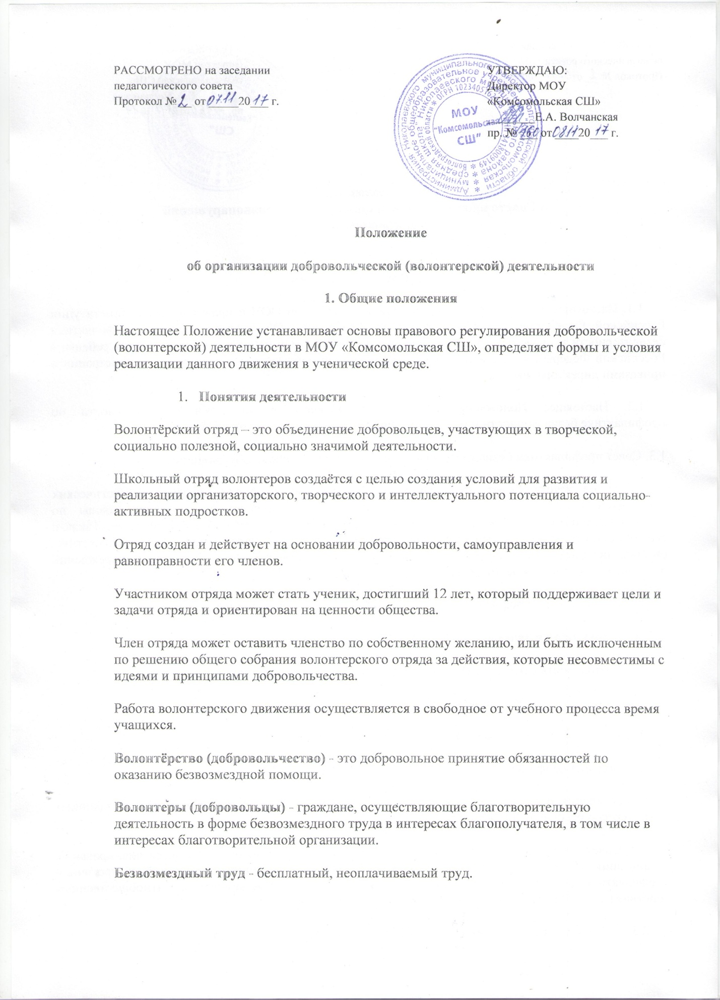 РАССМОТРЕНО на заседании
педагогического совета
Протокол № 2 от 07.11 2017 г.
УТВЕРЖДАЮ:
Директор МОУ
«Комсомольская СШ»
Е.А. Волчанская
пр. № от 08.11 2017 г.
МОУ
"Комсомольская
СШ"
Положение
об организации добровольческой (волонтерской) деятельности
1. Общие положения
Настоящее Положение устанавливает основы правового регулирования добровольческой
(волонтерской) деятельности в МОУ «Комсомольская СШ», определяет формы и условия
реализации данного движения в ученической среде.
1. Понятия деятельности
Волонтёрский отряд – это объединение добровольцев, участвующих в творческой,
социально полезной, социально значимой деятельности.
Школьный отряд волонтеров создаётся с целью создания условий для развития и
реализации организаторского, творческого и интеллектуального потенциала социально-
активных подростков.
Отряд создан и действует на основании добровольности, самоуправления и
равноправности его членов.
Участником отряда может стать ученик, достигший 12 лет, который поддерживает цели и
задачи отряда и ориентирован на ценности общества.
Член отряда может оставить членство по собственному желанию, или быть исключенным
по решению общего собрания волонтерского отряда за действия, которые несовместимы с
идеями и принципами добровольчества.
Работа волонтерского движения осуществляется в свободное от учебного процесса время
учащихся.
Волонтёрство (добровольчество) - это добровольное принятие обязанностей по
оказанию безвозмездной помощи.
Волонтеры (добровольцы) - граждане, осуществляющие благотворительную
деятельность в форме безвозмездного труда в интересах благополучателя, в том числе в
интересах благотворительной организации.
Безвозмездный труд - бесплатный, неоплачиваемый труд.